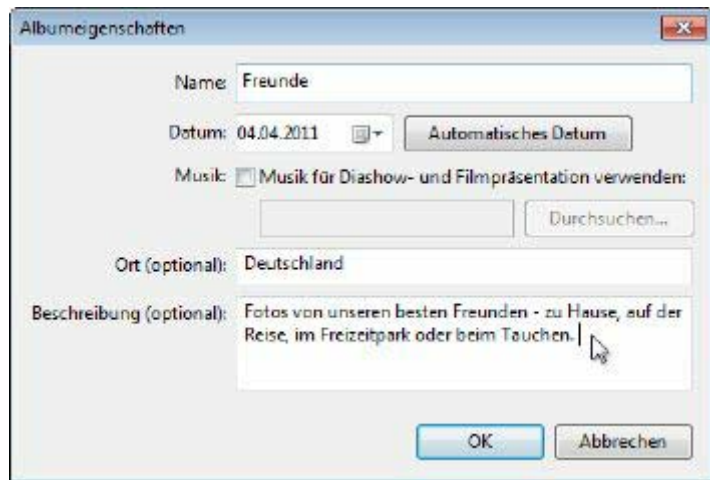 Albumeigenschaften
Name: Freunde
Datum: 04.04.2011 Automatisches Datum
Musik: Musik für Diashow- und Filmpräsentation verwenden:
Durchsuchen...
Ort (optional): Deutschland
Beschreibung (optional): Fotos von unseren besten Freunden - zu Hause, auf der
Reise, im Freizeitpark oder beim Tauchen.
OK Abbrechen